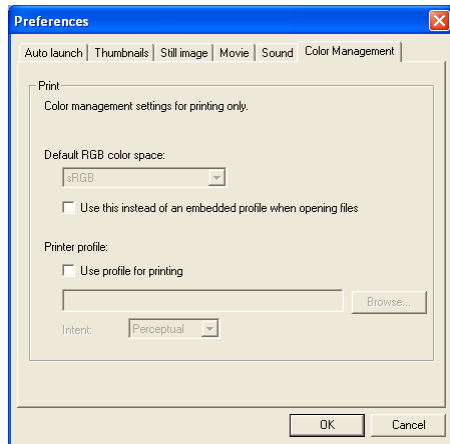 Preferences
Auto launch Thumbnails Still image Movie Sound Color Management
Print
Color management settings for printing only.
Default RGB color space:
sRGB
Use this instead of an embedded profile when opening files
Printer profile:
Use profile for printing
Browse...
Intent: Perceptual
OK Cancel